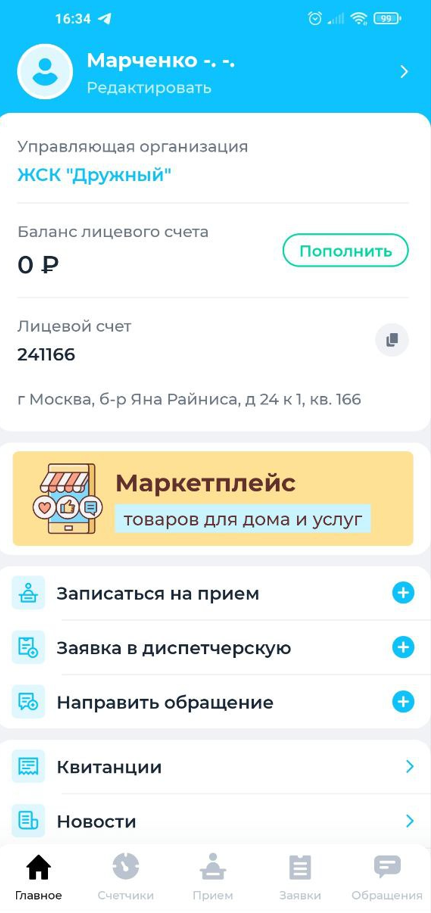 16:34
99
Марченко -. -.
Редактировать
Управляющая организация
ЖСК "Дружный"
Баланс лицевого счета
0 ₽
Пополнить
Лицевой счет
241166
г Москва, б-р Яна Райниса, д 24 к 1, кв. 166
Маркетплейс
товаров для дома и услуг
Записаться на прием
Заявка в диспетчерскую
Направить обращение
Квитанции
Новости
Главное
Счетчики
Прием
Заявки
Обращения